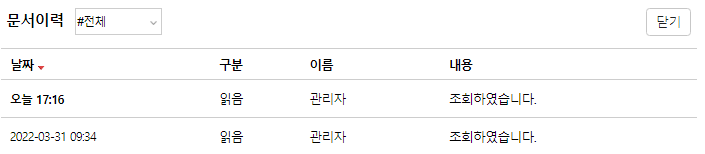 문서이력 #전체 닫기
날짜 구분 이름 내용
오늘 17:16 읽음 관리자 조회하였습니다.
2022-03-31 09:34 읽음 관리자 조회하였습니다.